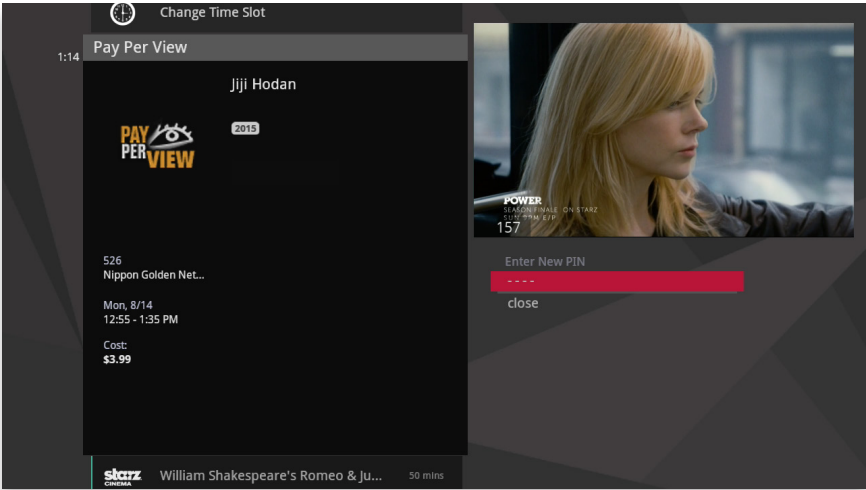 Change Time Slot
1:14
Pay Per View
Jiji Hodan
2015
PAY
PER VIEW
526
Nippon Golden Net...
Mon, 8/14
12:55 - 1:35 PM
Cost:
$3.99
starz
CINEMA
William Shakespeare's Romeo & Ju...
50 mins
POWER
SEASON FINALE ON STARZ
SUN 9PM E/P
157
Enter New PIN
- - - -
close